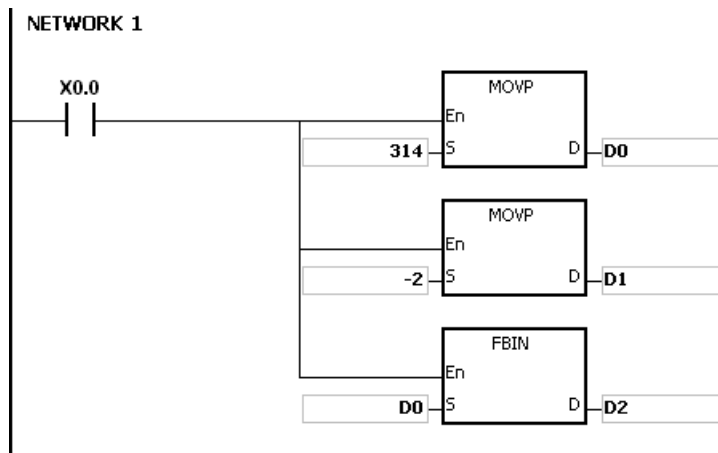 NETWORK 1
X0.0
MOVP
En
314 S D D0
MOVP
En
-2 S D D1
FBIN
En
D0 S D D2